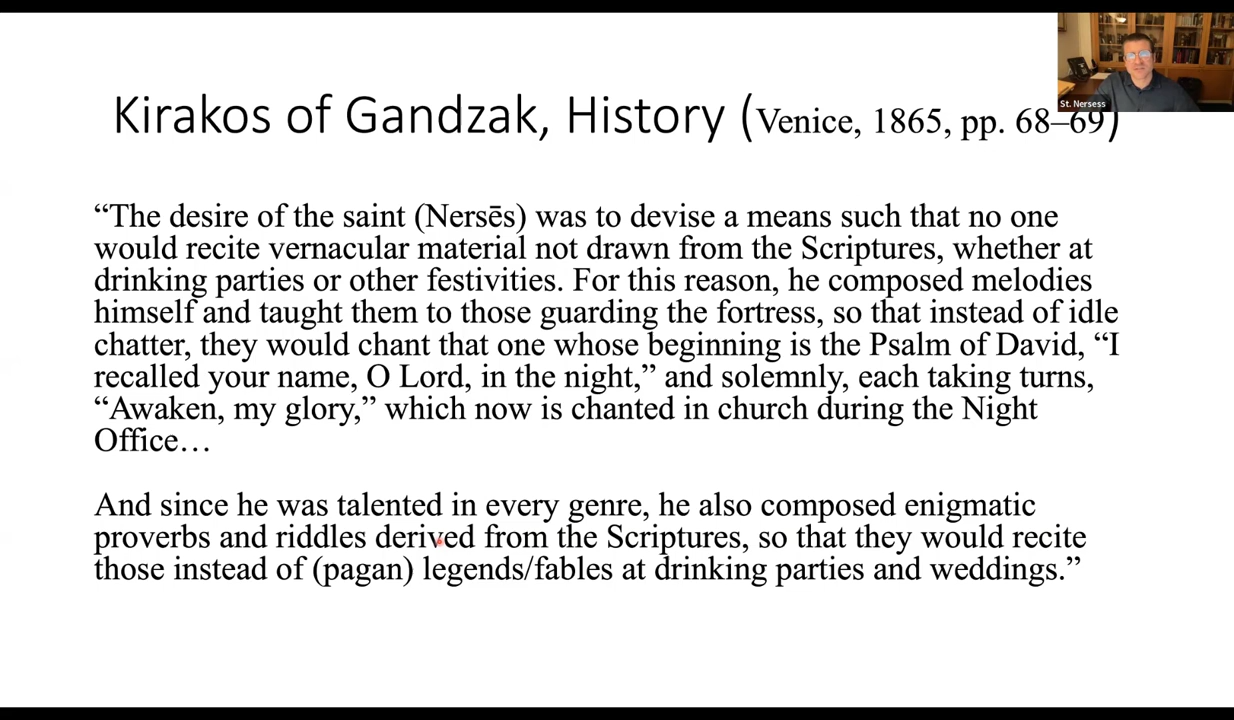 St. Nersess
Kirakos of Gandzak, History (Venice, 1865, pp. 68–69)
“The desire of the saint (Nersēs) was to devise a means such that no one
would recite vernacular material not drawn from the Scriptures, whether at
drinking parties or other festivities. For this reason, he composed melodies
himself and taught them to those guarding the fortress, so that instead of idle
chatter, they would chant that one whose beginning is the Psalm of David, “I
recalled your name, O Lord, in the night,” and solemnly, each taking turns,
“Awaken, my glory,” which now is chanted in church during the Night
Office…
And since he was talented in every genre, he also composed enigmatic
proverbs and riddles derived from the Scriptures, so that they would recite
those instead of (pagan) legends/fables at drinking parties and weddings.”